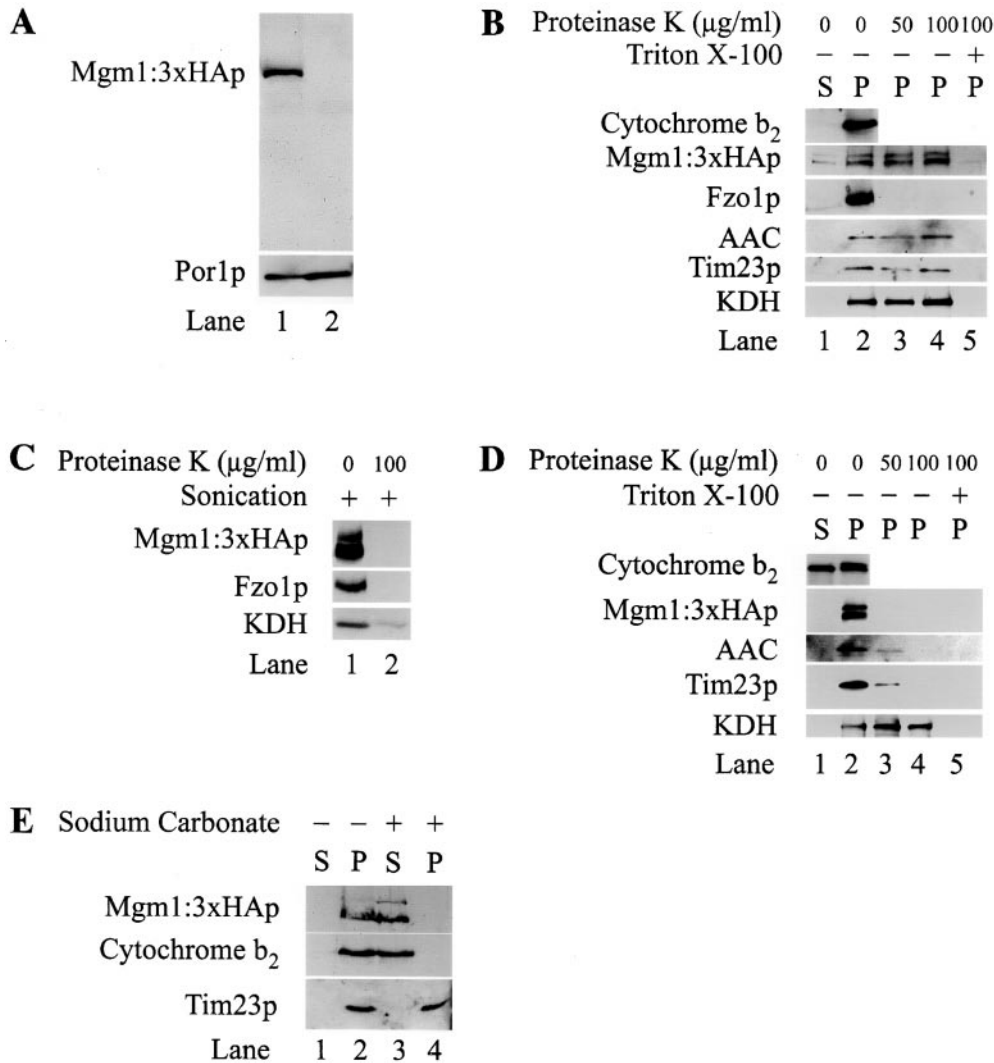 A
Mgm1:3xHAp
Por1p
Lane 1 2
B Proteinase K (µg/ml) 0 0 50 100 100
Triton X-100 – – – – +
S P P P P
Cytochrome b2
Mgm1:3xHAp
Fzo1p
AAC
Tim23p
KDH
Lane 1 2 3 4 5
C Proteinase K (µg/ml) 0 100
Sonication + +
Mgm1:3xHAp
Fzo1p
KDH
Lane 1 2
D Proteinase K (µg/ml) 0 0 50 100 100
Triton X-100 – – – – +
S P P P P
Cytochrome b2
Mgm1:3xHAp
AAC
Tim23p
KDH
Lane 1 2 3 4 5
E Sodium Carbonate – – + +
S P S P
Mgm1:3xHAp
Cytochrome b2
Tim23p
Lane 1 2 3 4